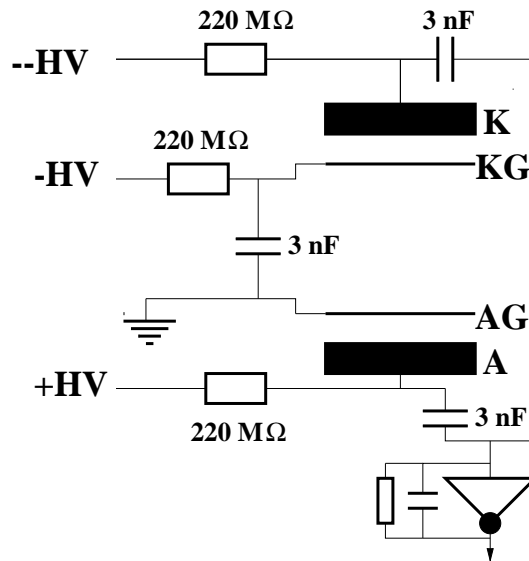 220 MΩ
3 nF
--HV
K
220 MΩ
-HV
KG
3 nF
AG
A
+HV
3 nF
220 MΩ